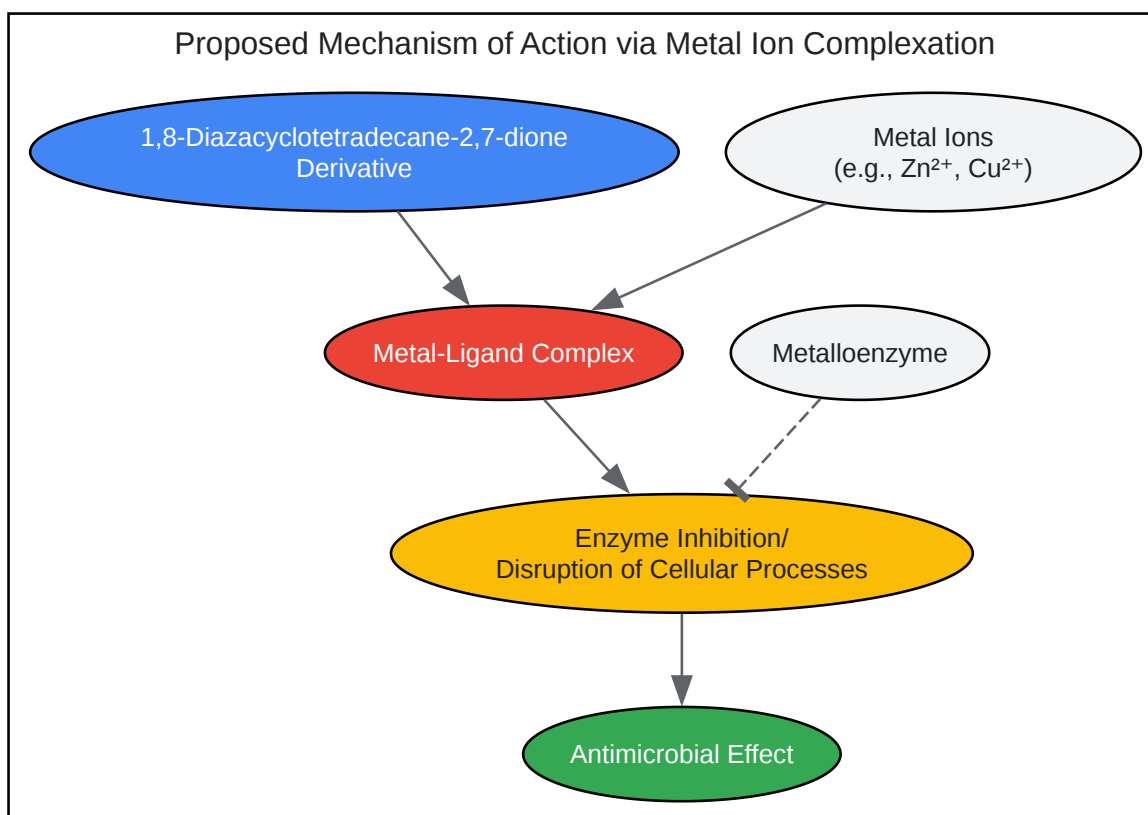 Proposed Mechanism of Action via Metal Ion Complexation
1,8-Diazacyclotetradecane-2,7-dione
Derivative
Metal Ions
(e.g., Zn²⁺, Cu²⁺)
Metal-Ligand Complex
Metalloenzyme
Enzyme Inhibition/
Disruption of Cellular Processes
Antimicrobial Effect